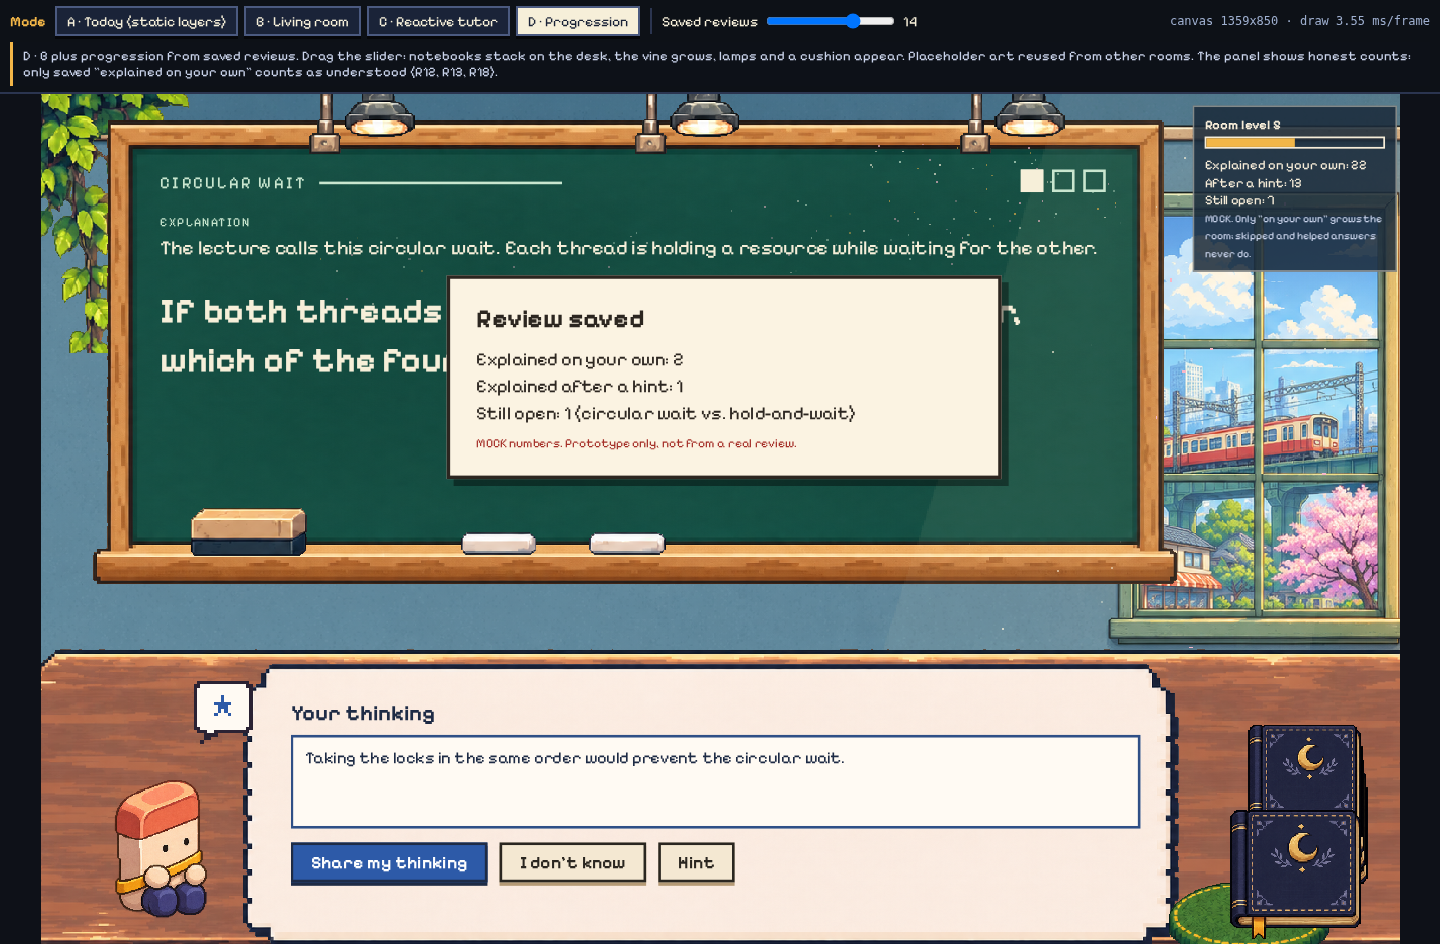 Mode
A · Today (static layers)
B · Living room
C · Reactive tutor
D · Progression
Saved reviews
14
canvas 1359x850 · draw 3.55 ms/frame
D · B plus progression from saved reviews. Drag the slider: notebooks stack on the desk, the vine grows, lamps and a cushion appear. Placeholder art reused from other rooms. The panel shows honest counts:
only saved "explained on your own" counts as understood (R12, R13, R18).
CIRCULAR WAIT
EXPLANATION
The lecture calls this circular wait. Each thread is holding a resource while waiting for the other.
If both threads
which of the four
Review saved
Explained on your own: 2
Explained after a hint: 1
Still open: 1 (circular wait vs. hold-and-wait)
MOCK numbers. Prototype only, not from a real review.
Room level 8
Explained on your own: 22
After a hint: 13
Still open: 7
MOCK. Only "on your own" grows the
room; skipped and helped answers
never do.
Your thinking
Taking the locks in the same order would prevent the circular wait.
Share my thinking
I don't know
Hint